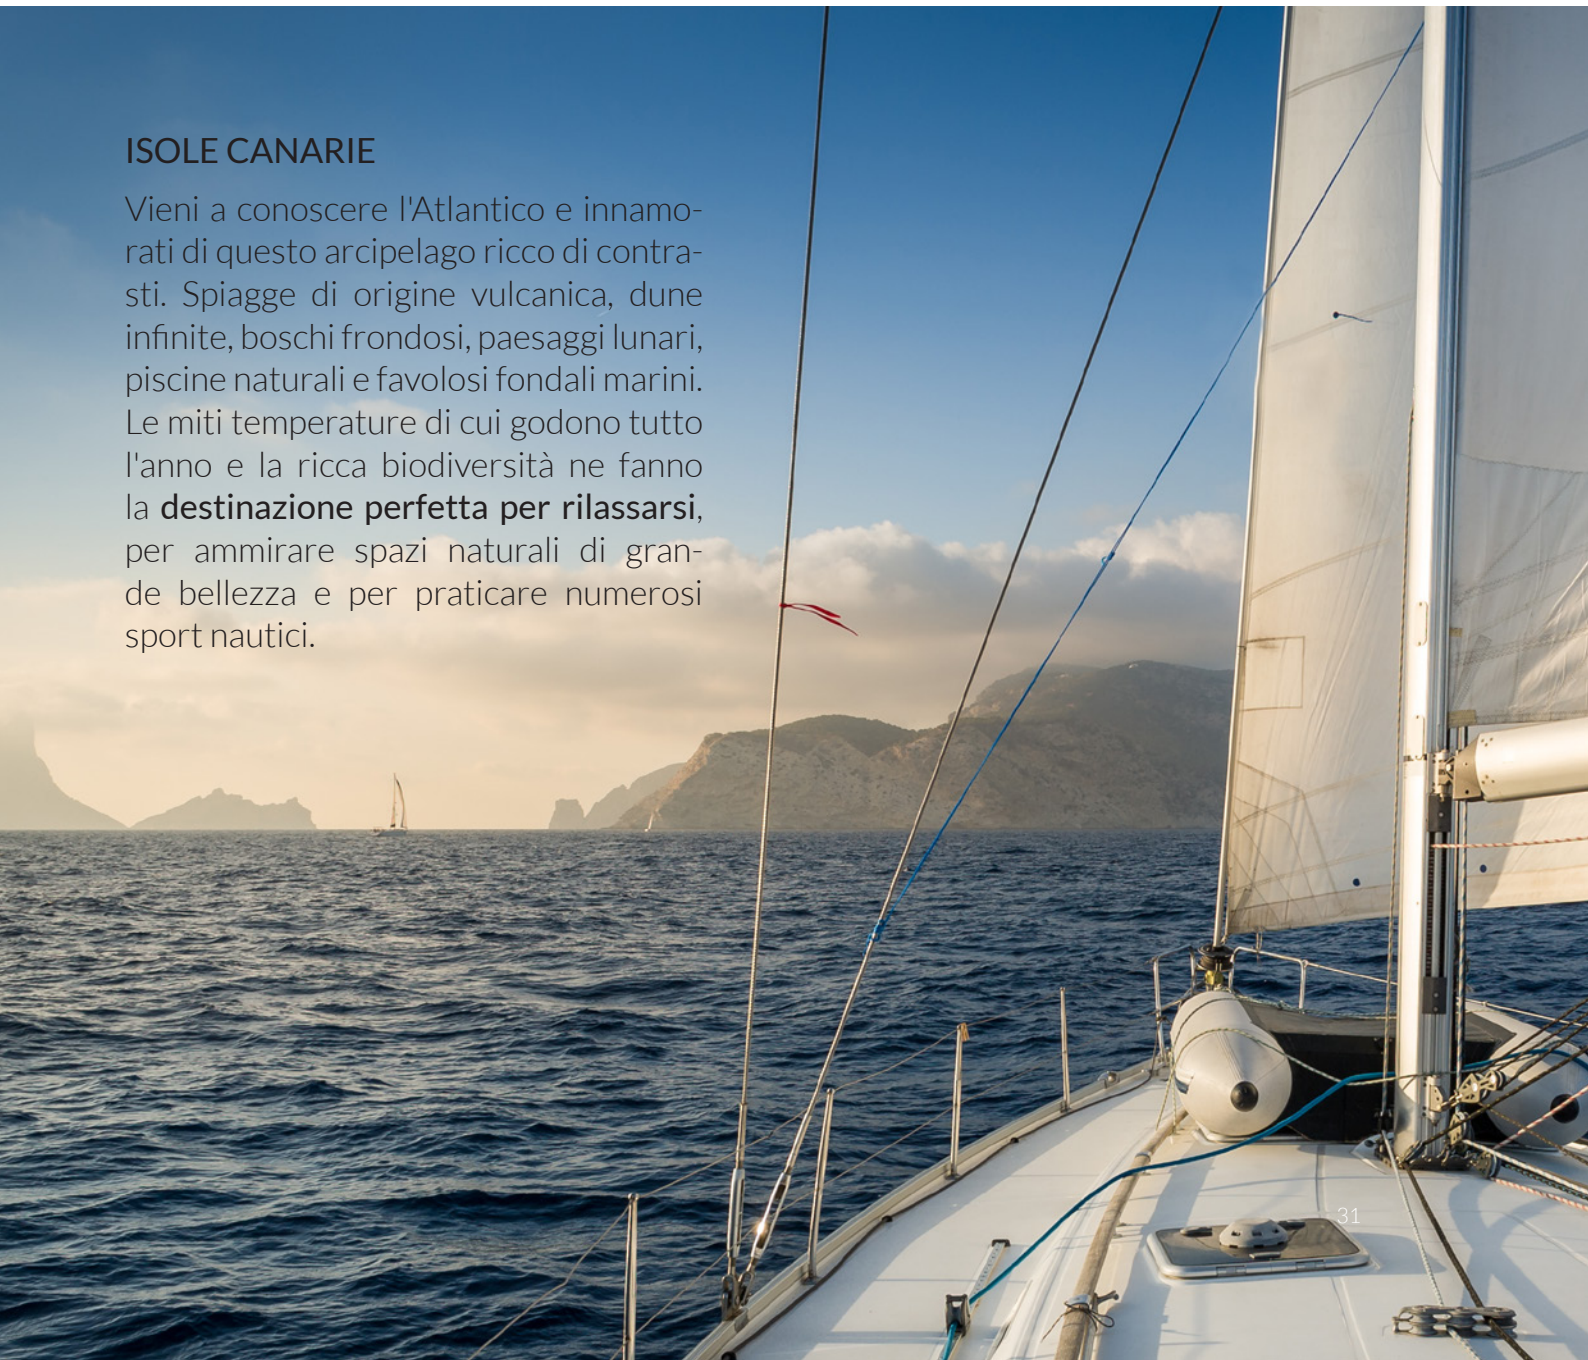 ISOLE CANARIE
Vieni a conoscere l'Atlantico e innamo-
rati di questo arcipelago ricco di contra-
sti. Spiagge di origine vulcanica, dune
infinite, boschi frondosi, paesaggi lunari,
piscine naturali e favolosi fondali marini.
Le miti temperature di cui godono tutto
l'anno e la ricca biodiversità ne fanno
la destinazione perfetta per rilassarsi,
per ammirare spazi naturali di gran-
de bellezza e per praticare numerosi
sport nautici.
31